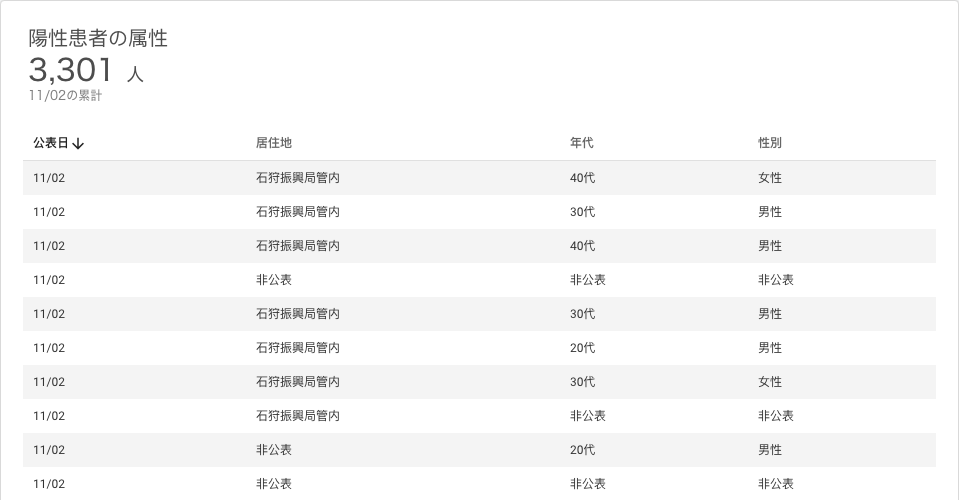 陽性患者の属性
3,301 人
11/02の累計
公表日↓ 居住地 年代 性別
11/02 石狩振興局管内 40代 女性
11/02 石狩振興局管内 30代 男性
11/02 石狩振興局管内 40代 男性
11/02 非公表 非公表 非公表
11/02 石狩振興局管内 30代 男性
11/02 石狩振興局管内 20代 男性
11/02 石狩振興局管内 30代 女性
11/02 石狩振興局管内 非公表 非公表
11/02 非公表 20代 男性
11/02 非公表 非公表 非公表